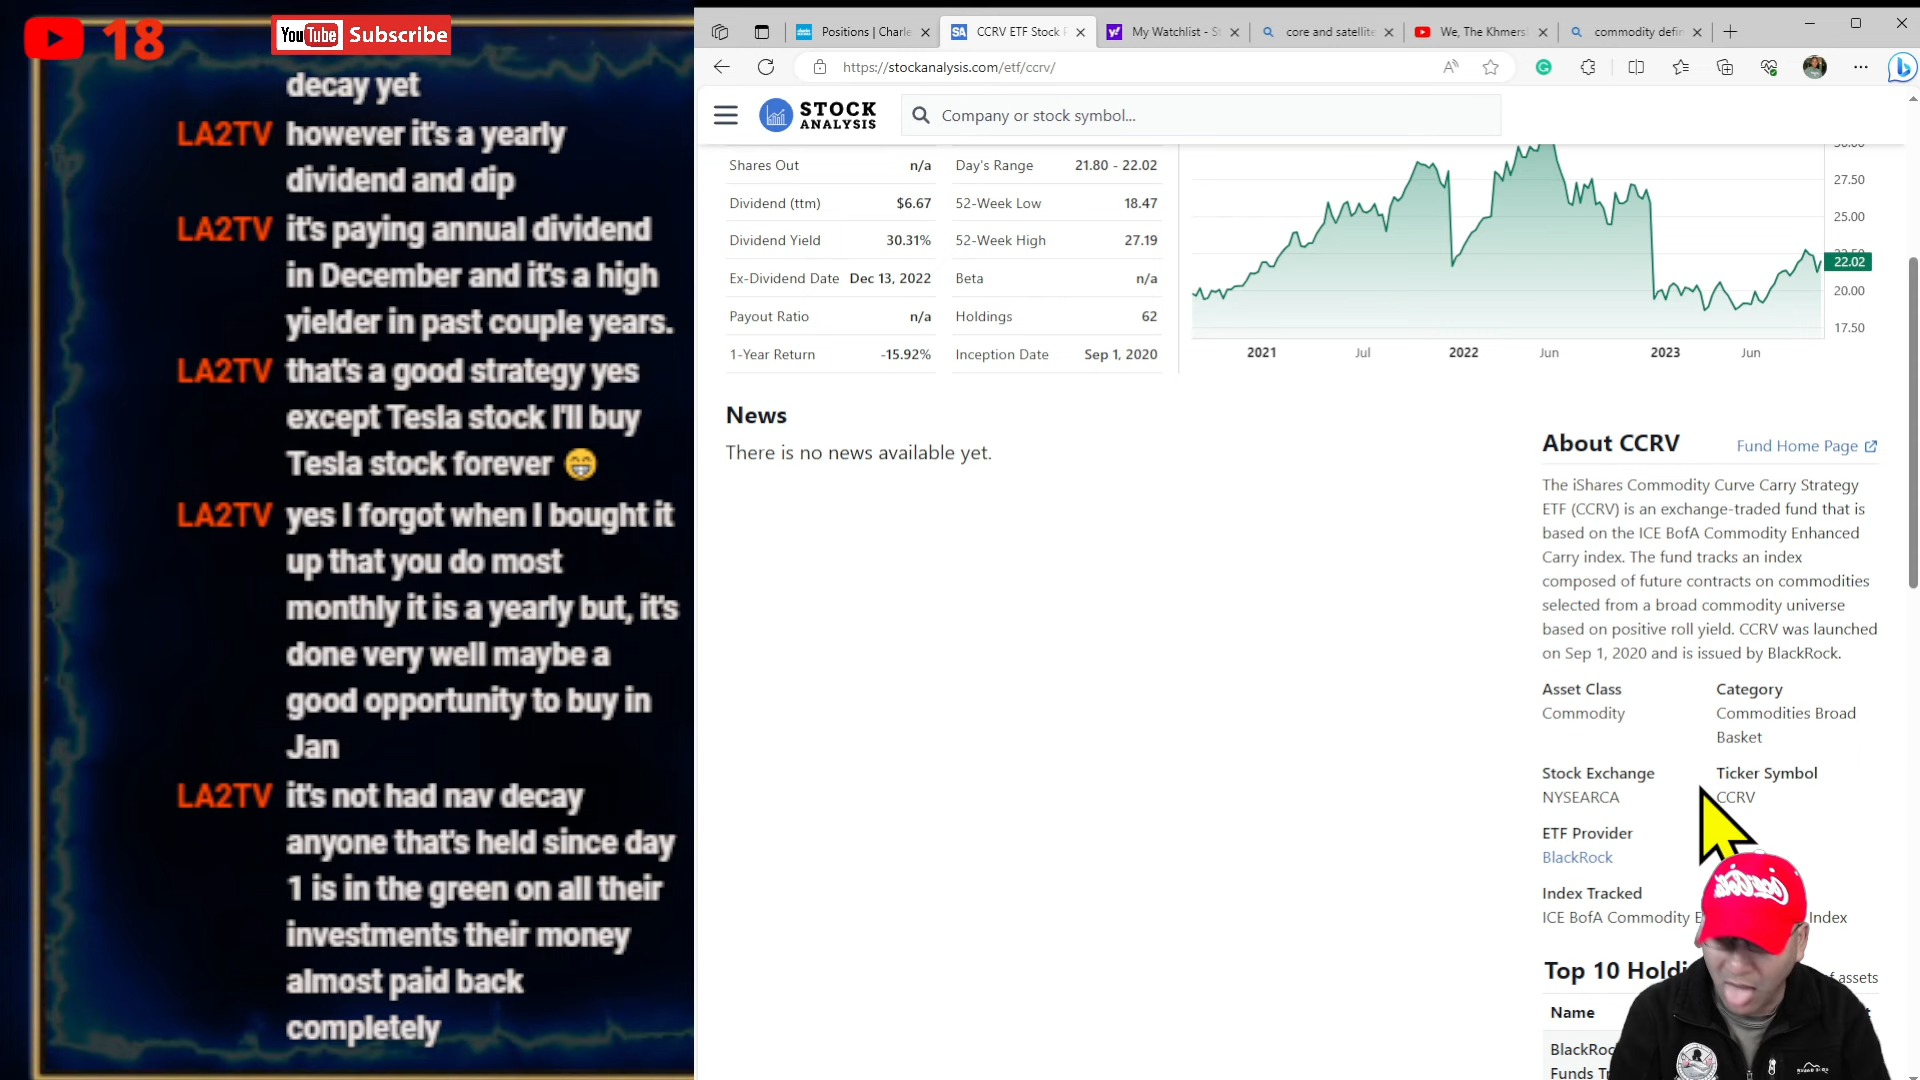 18
YouTube Subscribe
decay yet
LA2TV however it's a yearly
dividend and dip
LA2TV it's paying annual dividend
in December and it's a high
yielder in past couple years.
LA2TV that's a good strategy yes
except Tesla stock I'll buy
Tesla stock forever 😁
LA2TV yes I forgot when I bought it
up that you do most
monthly it is a yearly but, it's
done very well maybe a
good opportunity to buy in
Jan
LA2TV it's not had nav decay
anyone that's held since day
1 is in the green on all their
investments their money
almost paid back
completely
Positions | Charle
CCRV ETF Stock P
My Watchlist - St
core and satellite
We, The Khmers
commodity defin
https://stockanalysis.com/etf/ccrv/
STOCK
ANALYSIS
Company or stock symbol...
Shares Out n/a
Dividend (ttm) $6.67
Dividend Yield 30.31%
Ex-Dividend Date Dec 13, 2022
Payout Ratio n/a
1-Year Return -15.92%
Day's Range 21.80 - 22.02
52-Week Low 18.47
52-Week High 27.19
Beta n/a
Holdings 62
Inception Date Sep 1, 2020
27.50
25.00
22.02
20.00
17.50
2021 Jul 2022 Jun 2023 Jun
News
There is no news available yet.
About CCRV Fund Home Page
The iShares Commodity Curve Carry Strategy
ETF (CCRV) is an exchange-traded fund that is
based on the ICE BofA Commodity Enhanced
Carry index. The fund tracks an index
composed of future contracts on commodities
selected from a broad commodity universe
based on positive roll yield. CCRV was launched
on Sep 1, 2020 and is issued by BlackRock.
Asset Class Category
Commodity Commodities Broad
Basket
Stock Exchange Ticker Symbol
NYSEARCA CCRV
ETF Provider
BlackRock
Index Tracked
ICE BofA Commodity E Index
Coca-Cola
Top 10 Holdi of assets
Name
BlackRoc
Funds Tr